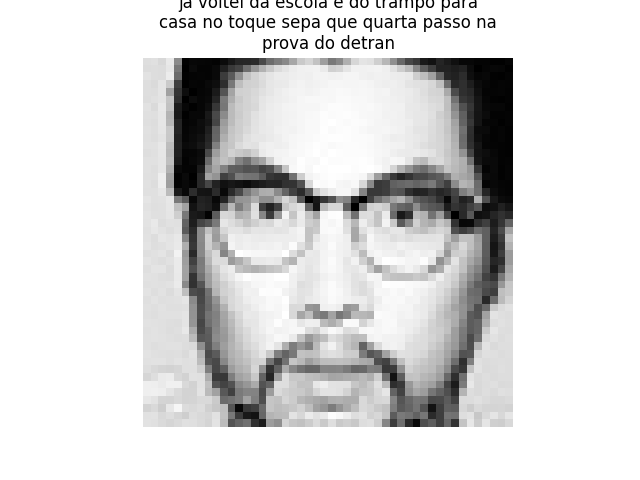 já voltei da escola e do trampo para
casa no toque sepa que quarta passo na
prova do detran